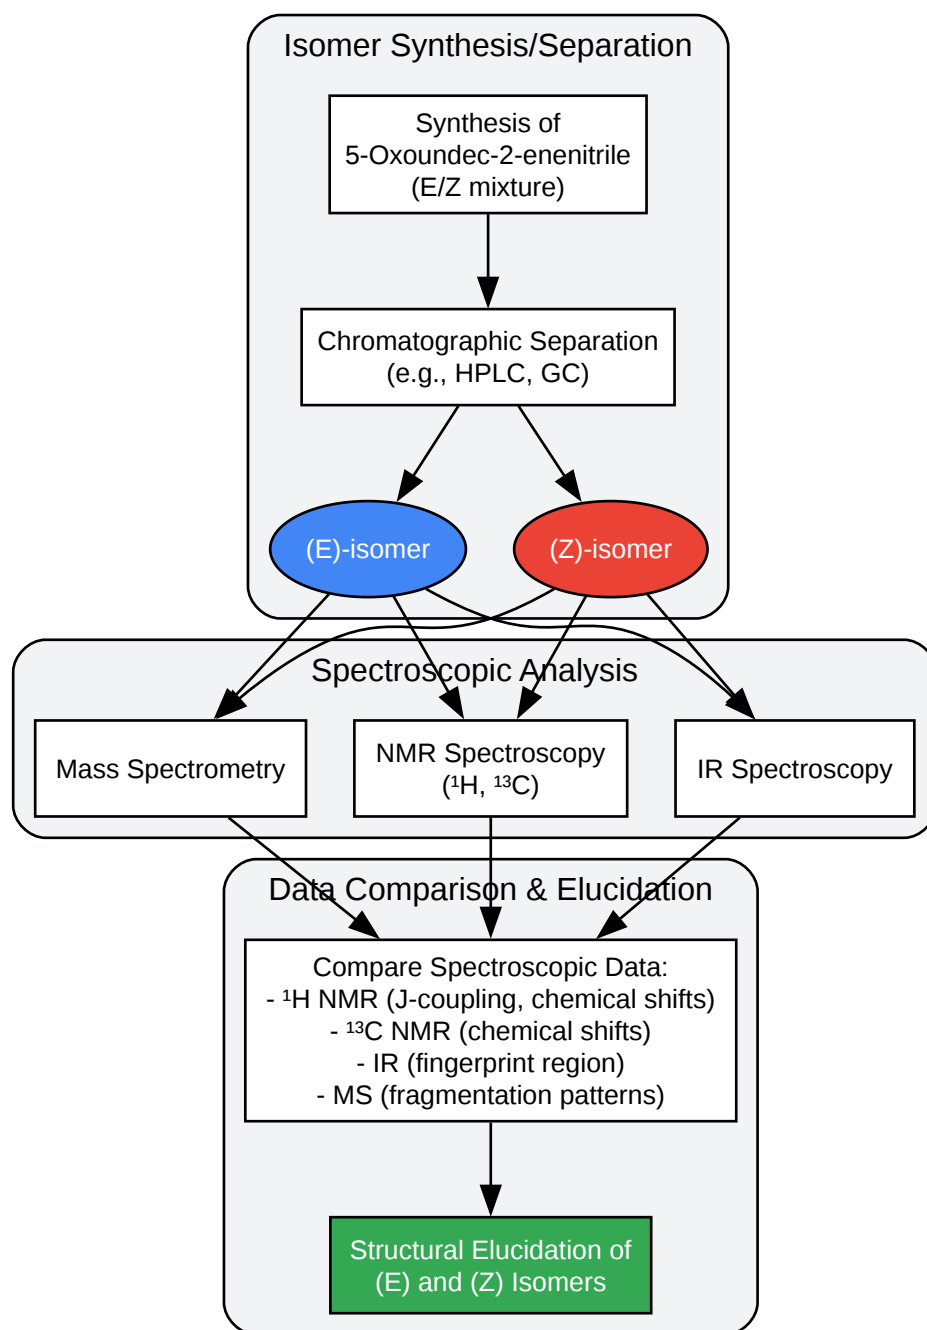 Isomer Synthesis/Separation
Synthesis of
5-Oxoundec-2-enenitrile
(E/Z mixture)
Chromatographic Separation
(e.g., HPLC, GC)
(E)-isomer
(Z)-isomer
Spectroscopic Analysis
Mass Spectrometry
NMR Spectroscopy
(¹H, ¹³C)
IR Spectroscopy
Data Comparison & Elucidation
Compare Spectroscopic Data:
- ¹H NMR (J-coupling, chemical shifts)
- ¹³C NMR (chemical shifts)
- IR (fingerprint region)
- MS (fragmentation patterns)
Structural Elucidation of
(E) and (Z) Isomers